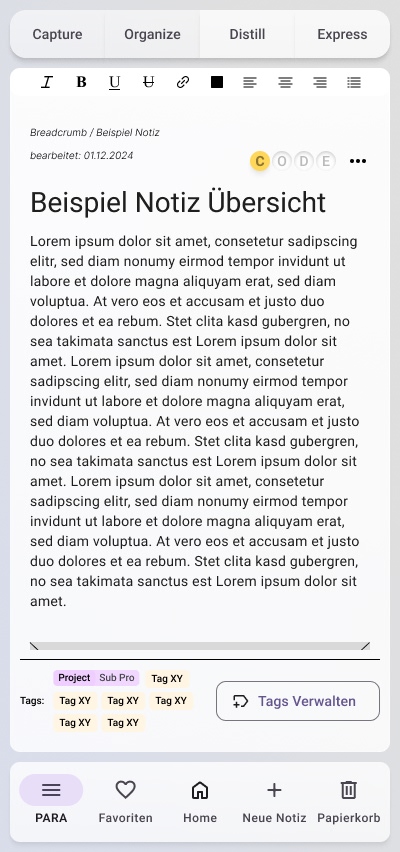 Capture Organize Distill Express
I B U U
Breadcrumb / Beispiel Notiz
bearbeitet: 01.12.2024
C O D E
Beispiel Notiz Übersicht
Lorem ipsum dolor sit amet, consetetur sadipscing
elitr, sed diam nonumy eirmod tempor invidunt ut
labore et dolore magna aliquyam erat, sed diam
voluptua. At vero eos et accusam et justo duo
dolores et ea rebum. Stet clita kasd gubergren, no
sea takimata sanctus est Lorem ipsum dolor sit
amet. Lorem ipsum dolor sit amet, consetetur
sadipscing elitr, sed diam nonumy eirmod tempor
invidunt ut labore et dolore magna aliquyam erat,
sed diam voluptua. At vero eos et accusam et justo
duo dolores et ea rebum. Stet clita kasd gubergren,
no sea takimata sanctus est Lorem ipsum dolor sit
amet. Lorem ipsum dolor sit amet, consetetur
sadipscing elitr, sed diam nonumy eirmod tempor
invidunt ut labore et dolore magna aliquyam erat,
sed diam voluptua. At vero eos et accusam et justo
duo dolores et ea rebum. Stet clita kasd gubergren,
no sea takimata sanctus est Lorem ipsum dolor sit
amet.
Project Sub Pro Tag XY
Tags: Tag XY Tag XY Tag XY
Tag XY Tag XY
Tags Verwalten
PARA Favoriten Home Neue Notiz Papierkorb